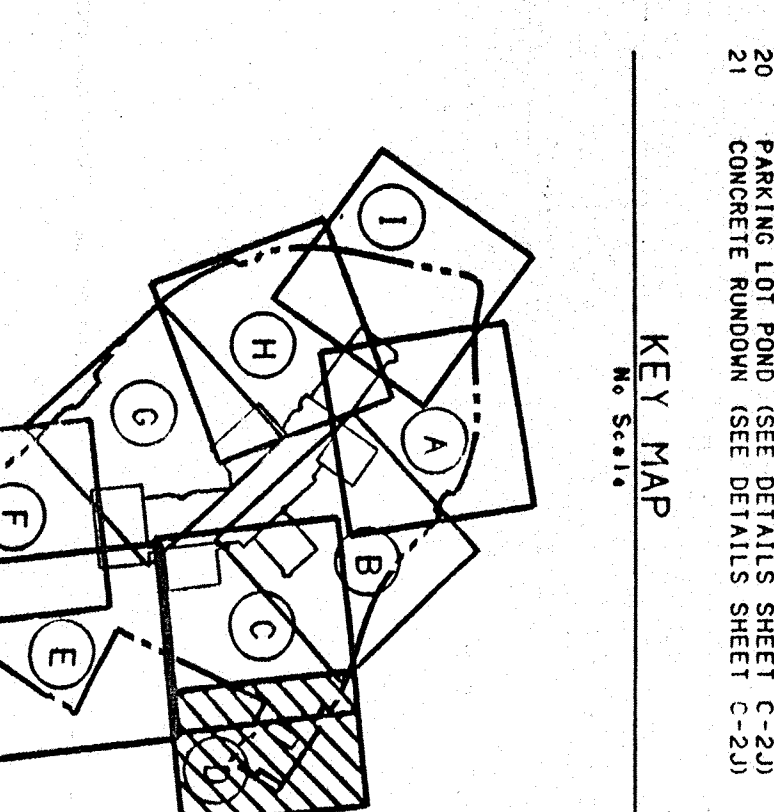 20 PARKING LOT POND (SEE DETAILS SHEET C-2J)
21 CONCRETE RUNDOWN (SEE DETAILS SHEET C-2J)
KEY MAP
No Scale
I
H
A
G
B
F
C
E
D